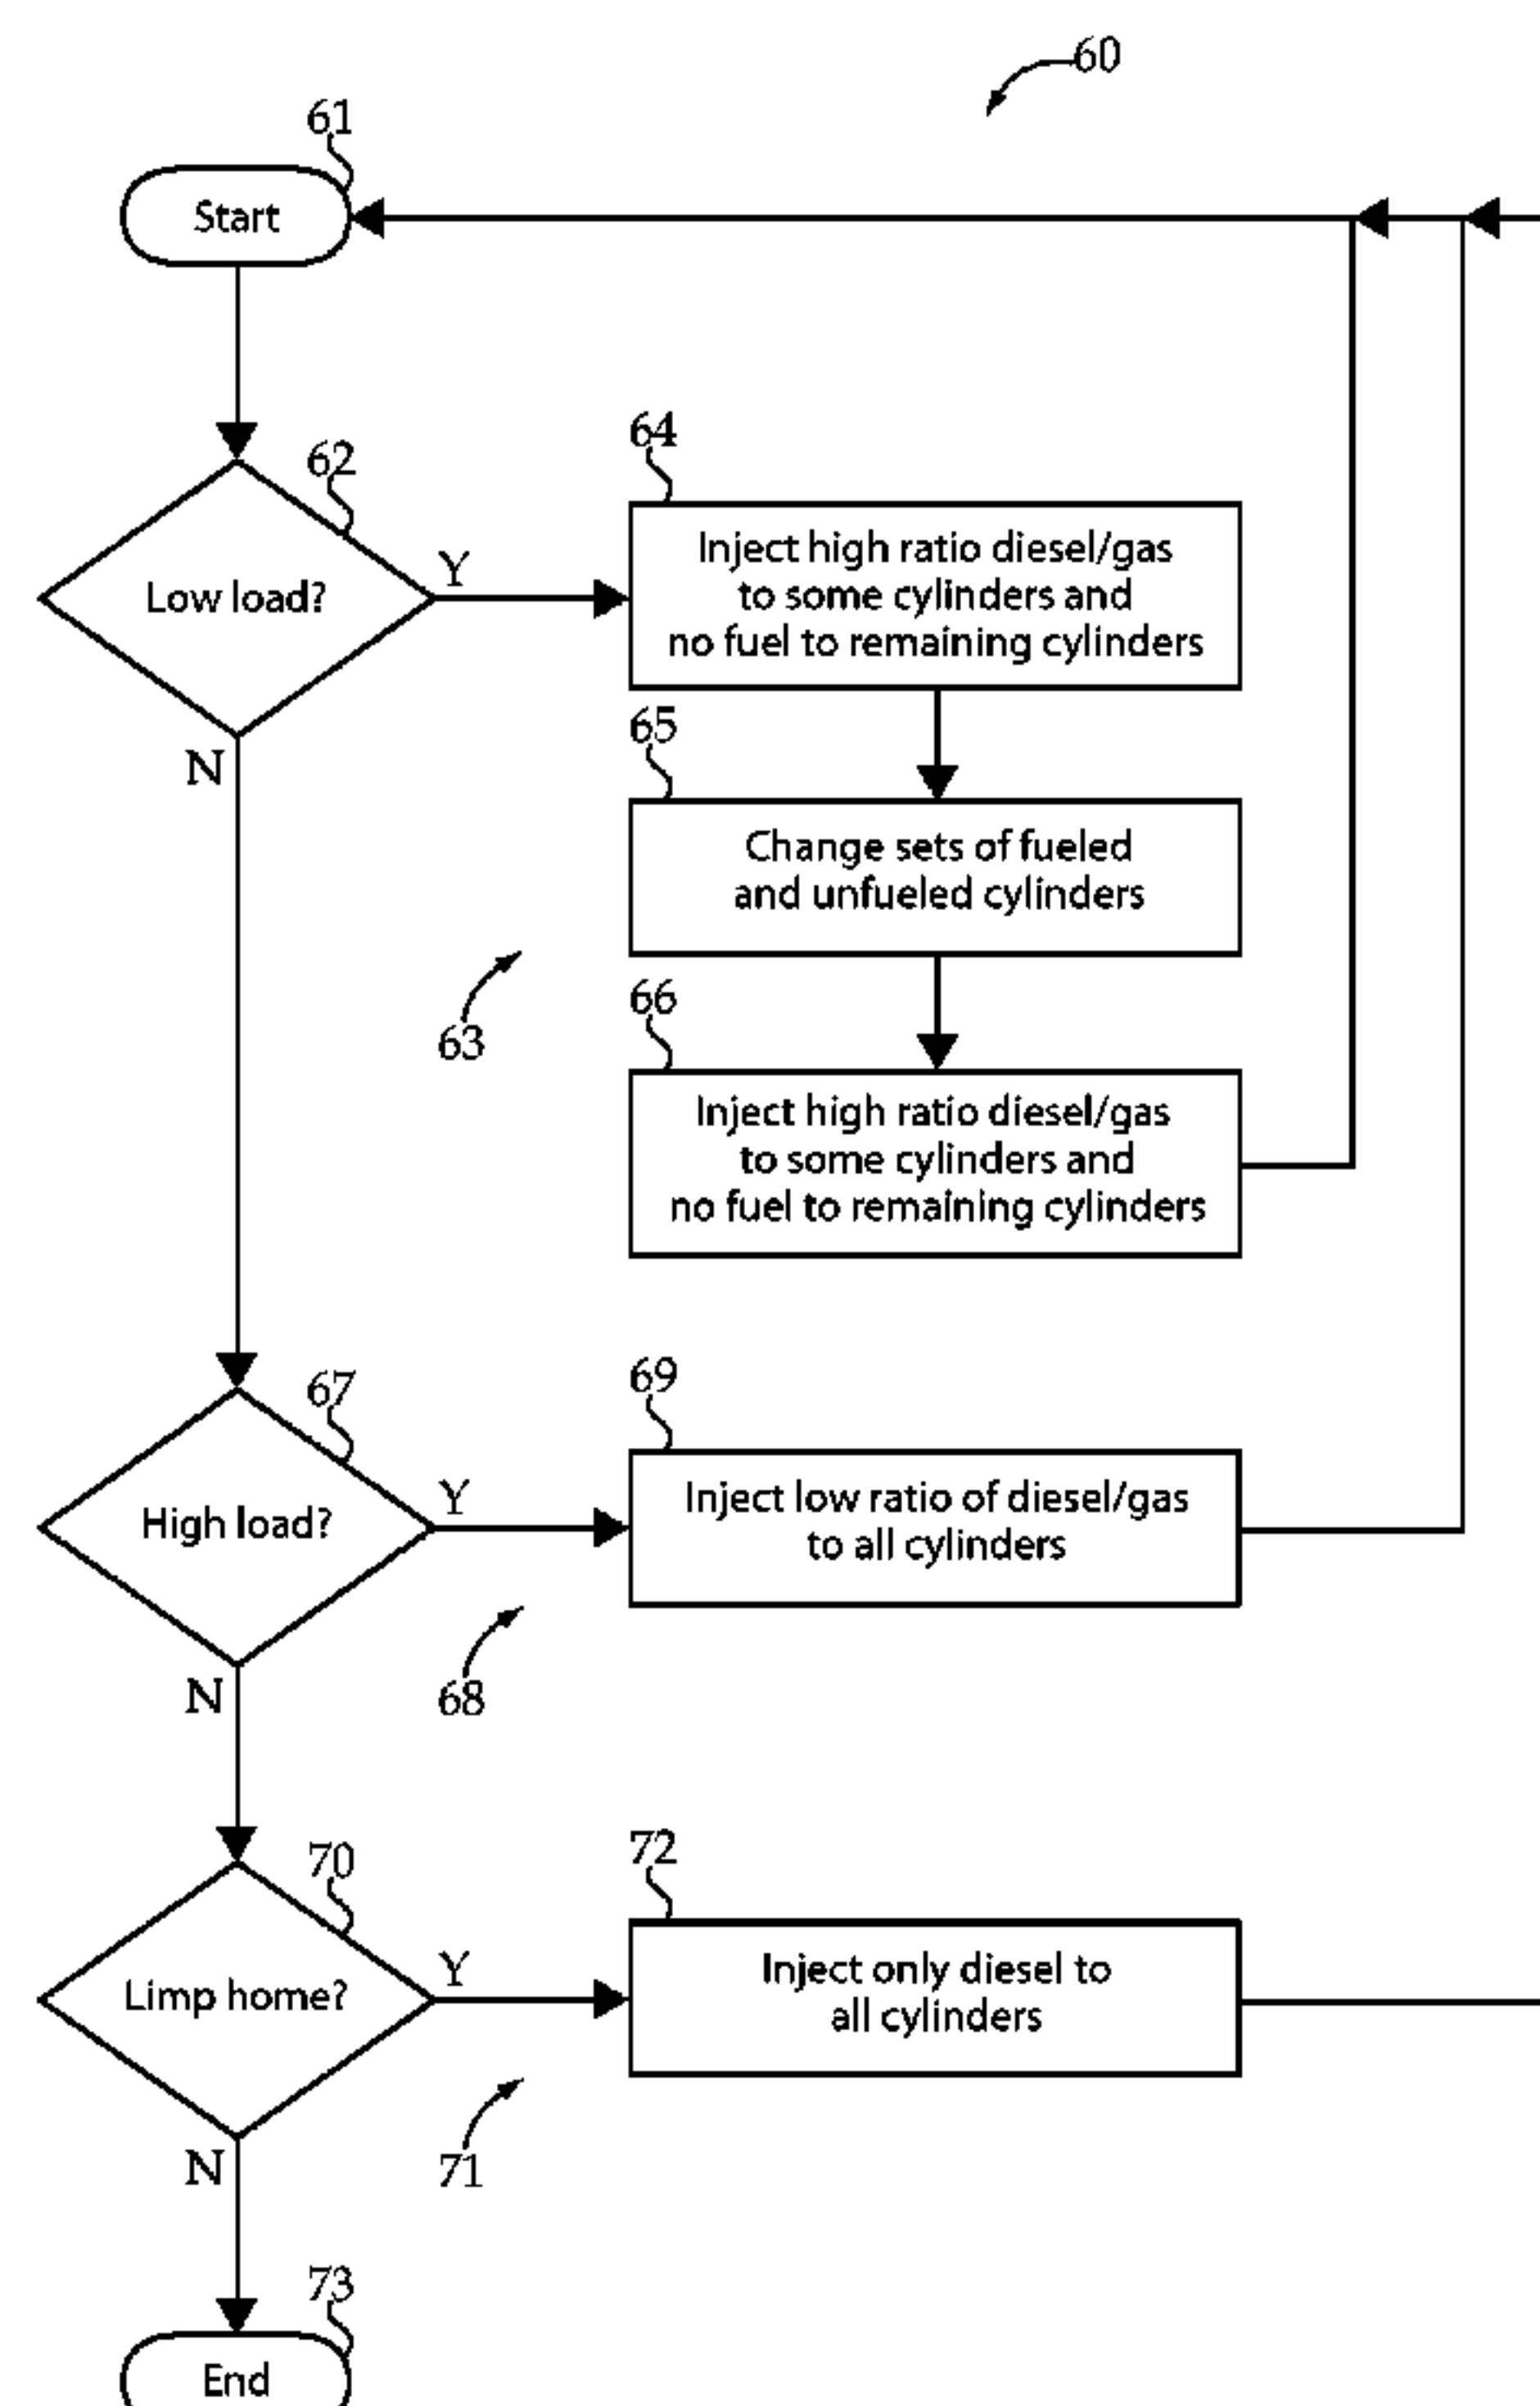 60
61
Start
62
Low load?
Y
N
64
Inject high ratio diesel/gas
to some cylinders and
no fuel to remaining cylinders
65
Change sets of fueled
and unfueled cylinders
63
66
Inject high ratio diesel/gas
to some cylinders and
no fuel to remaining cylinders
67
High load?
Y
N
69
Inject low ratio of diesel/gas
to all cylinders
68
70
Limp home?
Y
N
72
Inject only diesel to
all cylinders
71
73
End